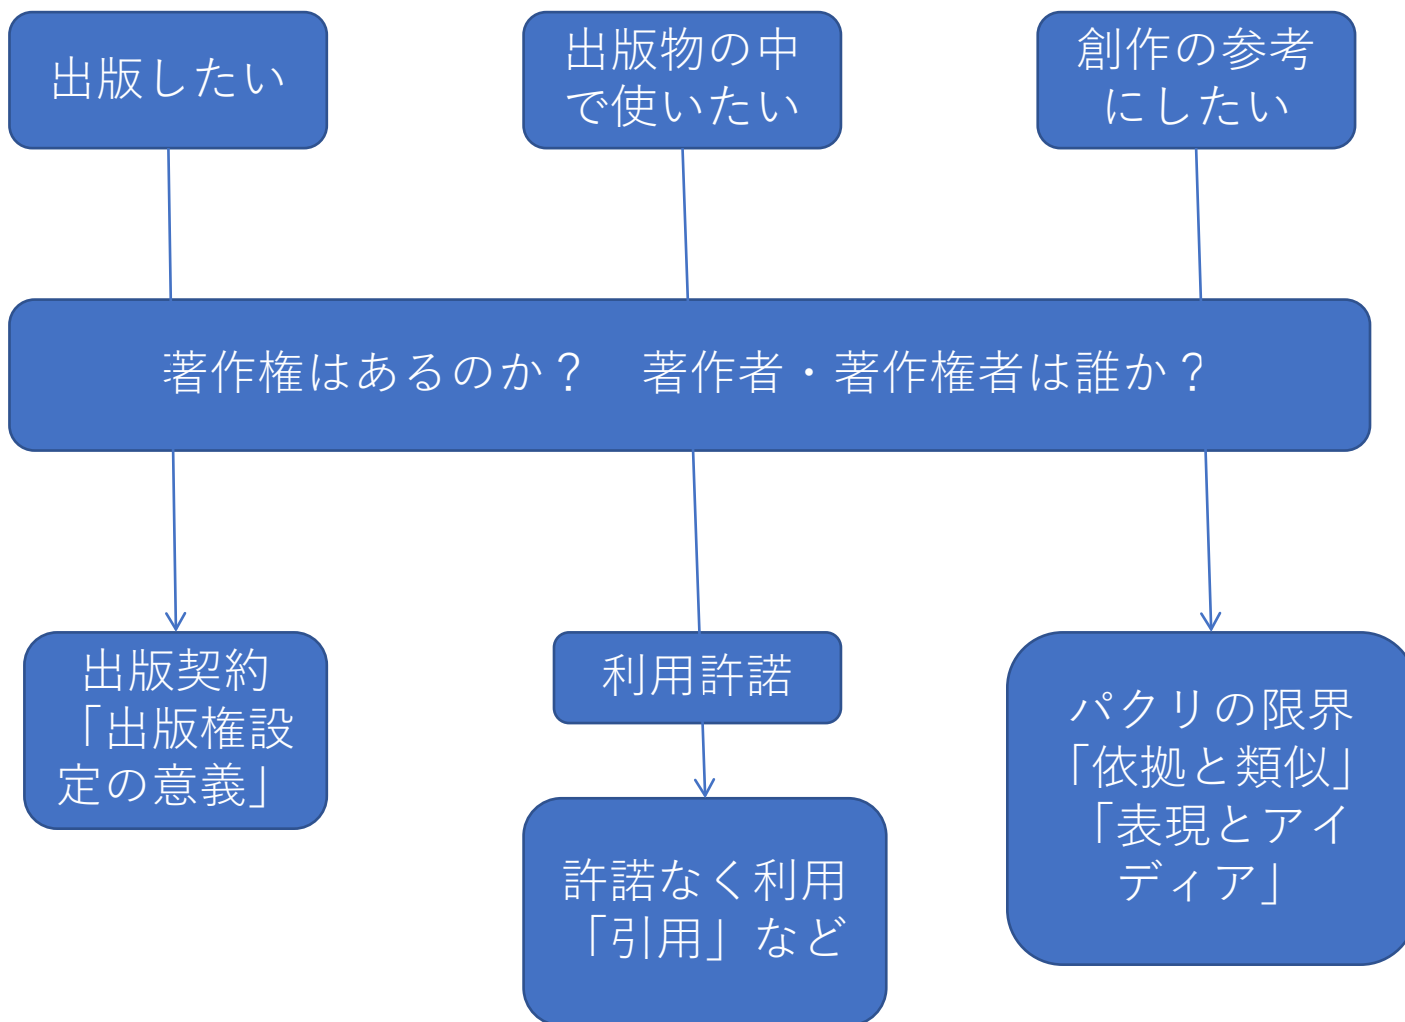 出版したい
出版物の中
で使いたい
創作の参考
にしたい
著作権はあるのか？　著作者・著作権者は誰か？
出版契約
「出版権設
定の意義」
利用許諾
許諾なく利用
「引用」など
パクリの限界
「依拠と類似」
「表現とアイ
ディア」